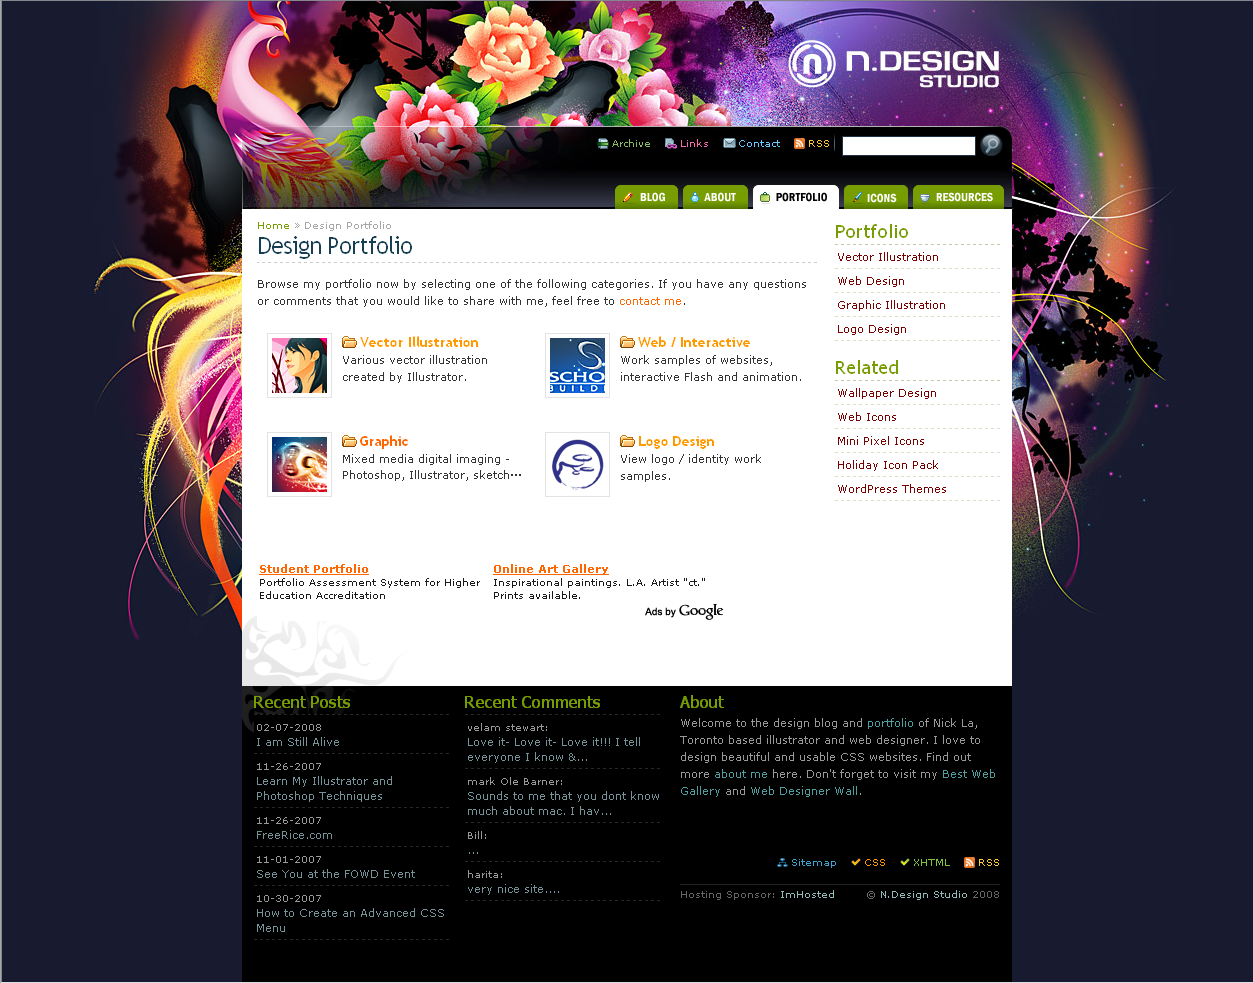 n.DESIGN
STUDIO
Archive Links Contact RSS
BLOG ABOUT PORTFOLIO ICONS RESOURCES
Home » Design Portfolio
Design Portfolio
Browse my portfolio now by selecting one of the following categories. If you have any questions
or comments that you would like to share with me, feel free to contact me.
Vector Illustration
Various vector illustration
created by Illustrator.
SCHO
BUILD
Web / Interactive
Work samples of websites,
interactive Flash and animation.
Graphic
Mixed media digital imaging -
Photoshop, Illustrator, sketch...
Logo Design
View logo / identity work
samples.
Student Portfolio
Portfolio Assessment System for Higher
Education Accreditation
Online Art Gallery
Inspirational paintings. L.A. Artist "ct."
Prints available.
Ads by Google
Portfolio
Vector Illustration
Web Design
Graphic Illustration
Logo Design
Related
Wallpaper Design
Web Icons
Mini Pixel Icons
Holiday Icon Pack
WordPress Themes
Recent Posts
02-07-2008
I am Still Alive
11-26-2007
Learn My Illustrator and
Photoshop Techniques
11-26-2007
FreeRice.com
11-01-2007
See You at the FOWD Event
10-30-2007
How to Create an Advanced CSS
Menu
Recent Comments
velam stewart:
Love it- Love it- Love it!!! I tell
everyone I know &...
mark Ole Barner:
Sounds to me that you dont know
much about mac. I hav...
Bill:
...
harita:
very nice site....
About
Welcome to the design blog and portfolio of Nick La,
Toronto based illustrator and web designer. I love to
design beautiful and usable CSS websites. Find out
more about me here. Don't forget to visit my Best Web
Gallery and Web Designer Wall.
Sitemap CSS XHTML RSS
Hosting Sponsor: ImHosted © N.Design Studio 2008